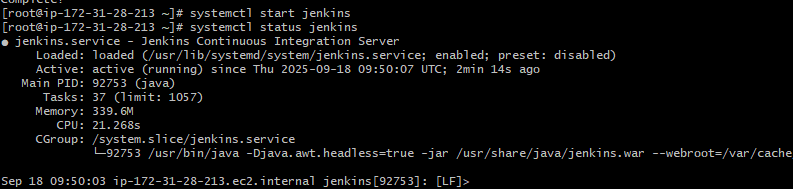 Complete!
[root@ip-172-31-28-213 ~]# systemctl start jenkins
[root@ip-172-31-28-213 ~]# systemctl status jenkins
● jenkins.service - Jenkins Continuous Integration Server
Loaded: loaded (/usr/lib/systemd/system/jenkins.service; enabled; preset: disabled)
Active: active (running) since Thu 2025-09-18 09:50:07 UTC; 2min 14s ago
Main PID: 92753 (java)
Tasks: 37 (limit: 1057)
Memory: 339.6M
CPU: 21.268s
CGroup: /system.slice/jenkins.service
└─92753 /usr/bin/java -Djava.awt.headless=true -jar /usr/share/java/jenkins.war --webroot=/var/cache
Sep 18 09:50:03 ip-172-31-28-213.ec2.internal jenkins[92753]: [LF]>